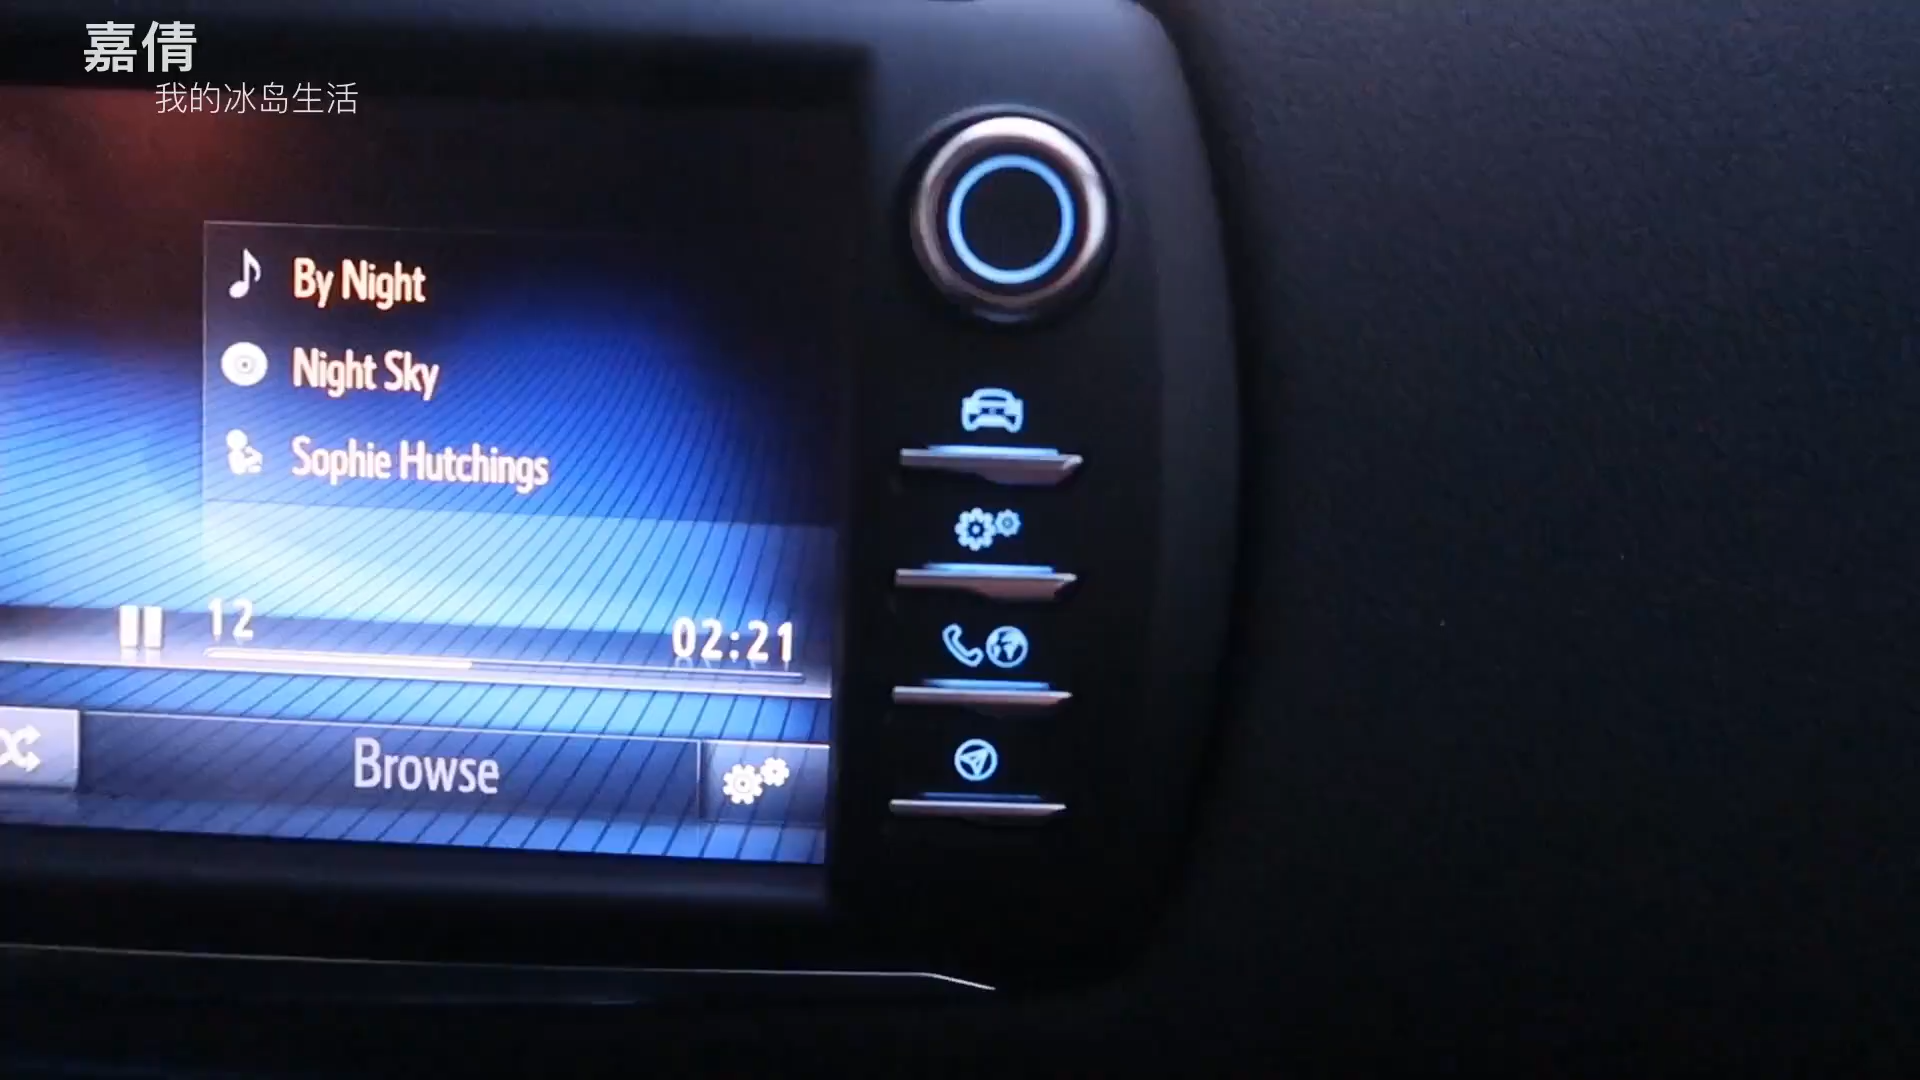 嘉倩
我的冰岛生活
By Night
Night Sky
Sophie Hutchings
12
02:21
Browse